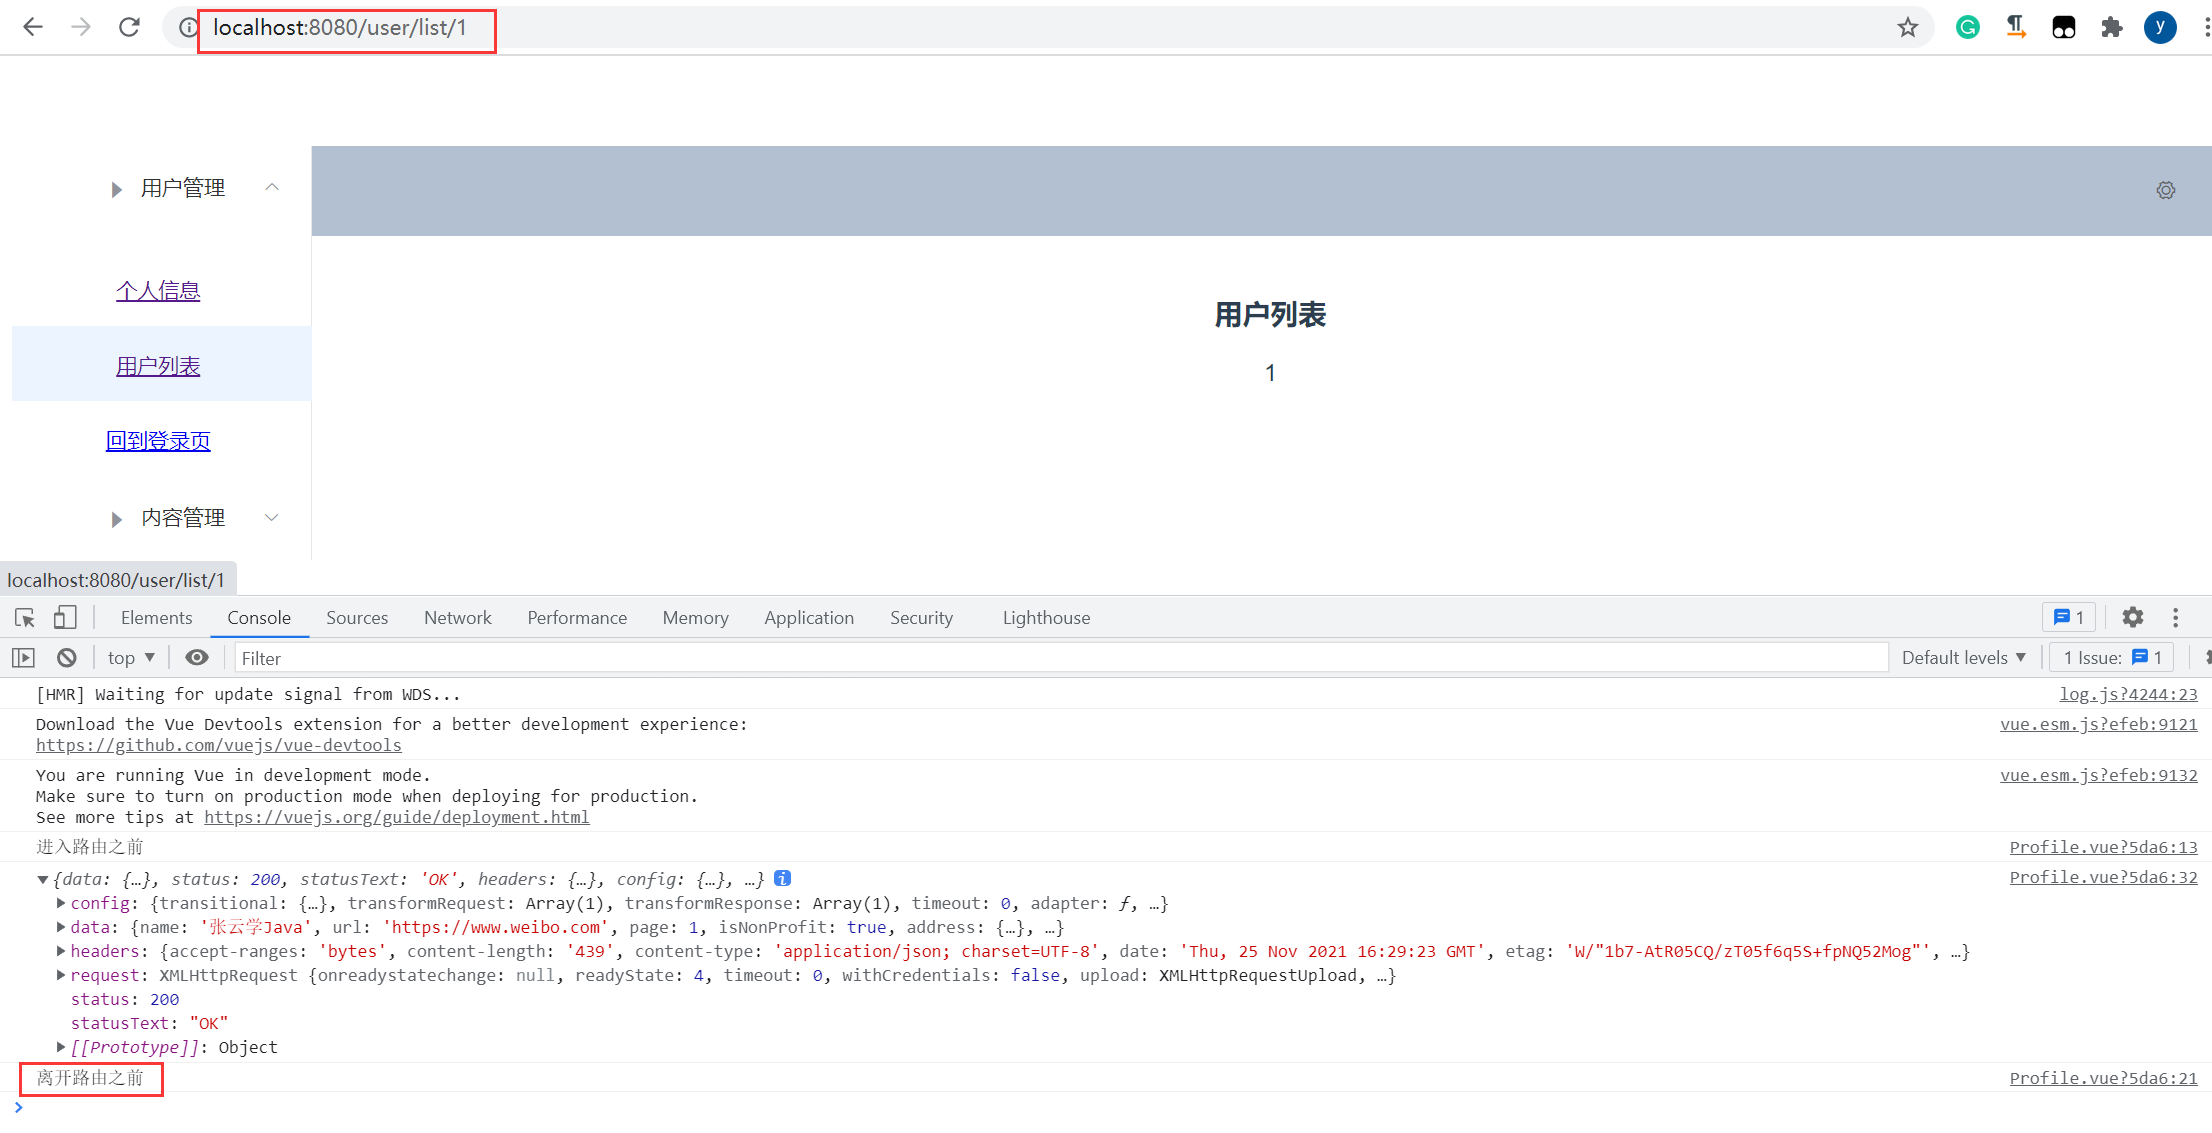 localhost:8080/user/list/1
y
用户管理
个人信息
用户列表
回到登录页
内容管理
用户列表
1
localhost:8080/user/list/1
Elements Console Sources Network Performance Memory Application Security Lighthouse 1
top Filter Default levels 1 Issue: 1
[HMR] Waiting for update signal from WDS... log.js?4244:23
Download the Vue Devtools extension for a better development experience: vue.esm.js?efeb:9121
https://github.com/vuejs/vue-devtools
You are running Vue in development mode. vue.esm.js?efeb:9132
Make sure to turn on production mode when deploying for production.
See more tips at https://vuejs.org/guide/deployment.html
进入路由之前 Profile.vue?5da6:13
{data: {…}, status: 200, statusText: 'OK', headers: {…}, config: {…}, …} Profile.vue?5da6:32
config: {transitional: {…}, transformRequest: Array(1), transformResponse: Array(1), timeout: 0, adapter: ƒ, …}
data: {name: '张云学Java', url: 'https://www.weibo.com', page: 1, isNonProfit: true, address: {…}, …}
headers: {accept-ranges: 'bytes', content-length: '439', content-type: 'application/json; charset=UTF-8', date: 'Thu, 25 Nov 2021 16:29:23 GMT', etag: 'W/"1b7-AtR05CQ/zT05f6q5S+fpNQ52Mog"', …}
request: XMLHttpRequest {onreadystatechange: null, readyState: 4, timeout: 0, withCredentials: false, upload: XMLHttpRequestUpload, …}
status: 200
statusText: "OK"
[[Prototype]]: Object
离开路由之前 Profile.vue?5da6:21